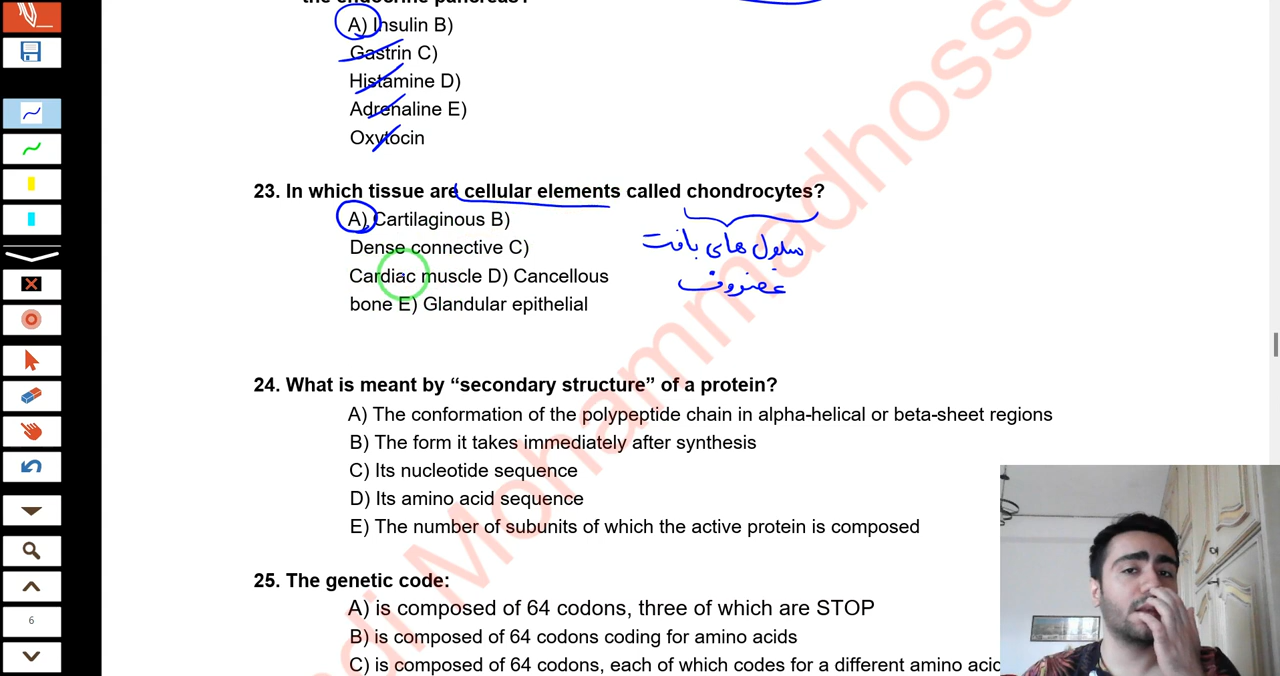 the endocrine pancreas?
A) Insulin B)
Gastrin C)
Histamine D)
Adrenaline E)
Oxytocin
23. In which tissue are cellular elements called chondrocytes?
A) Cartilaginous B)
Dense connective C)
Cardiac muscle D) Cancellous
bone E) Glandular epithelial
سلول های بافت
غضروف
24. What is meant by “secondary structure” of a protein?
A) The conformation of the polypeptide chain in alpha-helical or beta-sheet regions
B) The form it takes immediately after synthesis
C) Its nucleotide sequence
D) Its amino acid sequence
E) The number of subunits of which the active protein is composed
25. The genetic code:
A) is composed of 64 codons, three of which are STOP
B) is composed of 64 codons coding for amino acids
C) is composed of 64 codons, each of which codes for a different amino acid
6
di Mohammadhosse